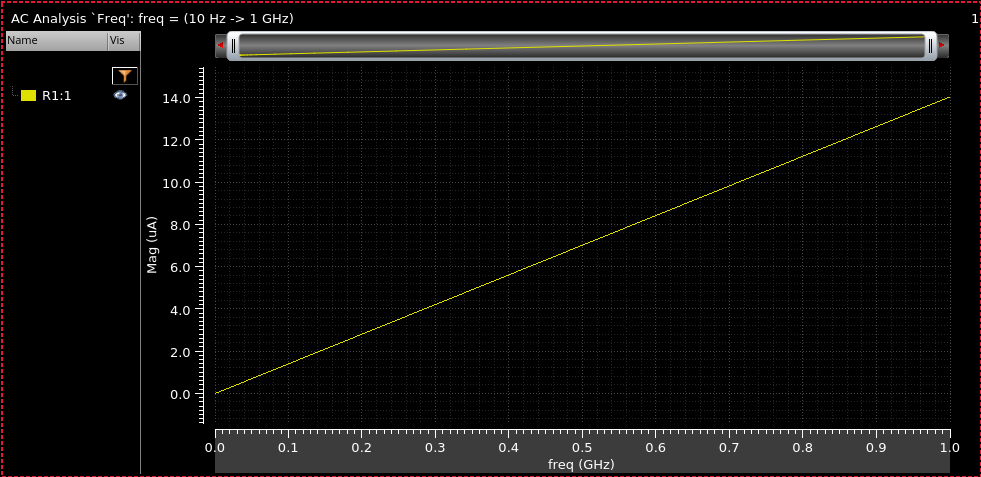 AC Analysis `Freq': freq = (10 Hz -> 1 GHz)
1
Name Vis
R1:1
14.0
12.0
10.0
8.0
6.0
4.0
2.0
0.0
Mag (uA)
0.0 0.1 0.2 0.3 0.4 0.5 0.6 0.7 0.8 0.9 1.0
freq (GHz)